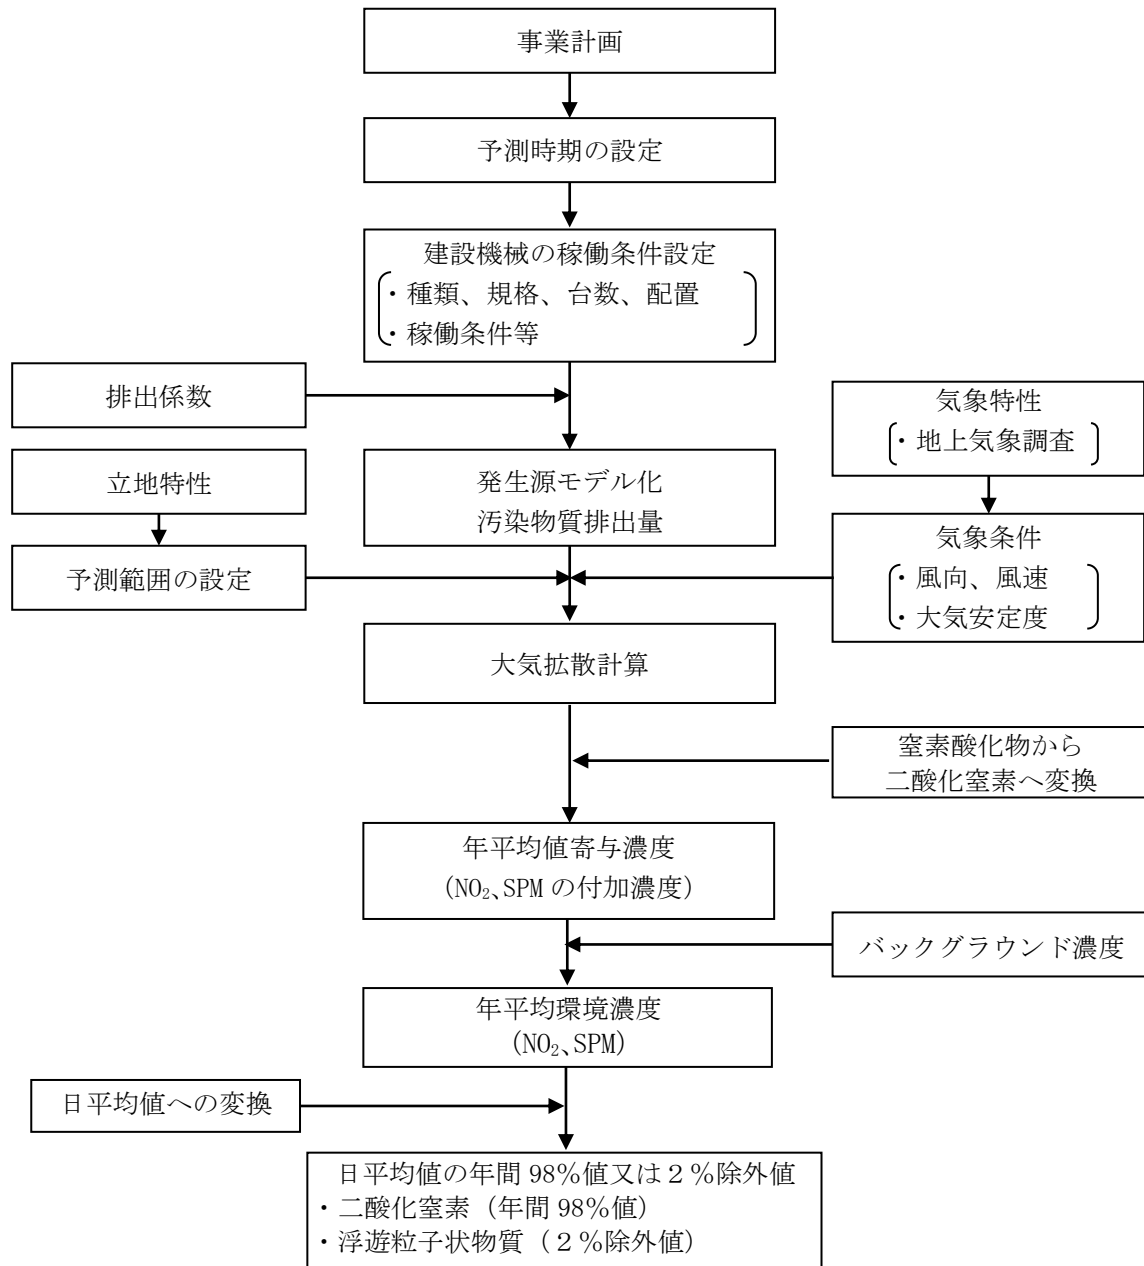 事業計画
予測時期の設定
建設機械の稼働条件設定
・種類、規格、台数、配置
・稼働条件等
排出係数
気象特性
・地上気象調査
立地特性
発生源モデル化
汚染物質排出量
予測範囲の設定
気象条件
・風向、風速
・大気安定度
大気拡散計算
窒素酸化物から
二酸化窒素へ変換
年平均値寄与濃度
(NO₂、SPM の付加濃度)
バックグラウンド濃度
年平均環境濃度
(NO₂、SPM)
日平均値への変換
日平均値の年間 98%値又は２%除外値
・二酸化窒素（年間 98%値）
・浮遊粒子状物質（２%除外値）